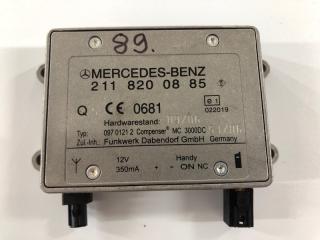 89.
MERCEDES-BENZ
211 820 08 85
Q CE 0681 e1
022019
Hardwarestand:
Typ: 097 0121 2 Compenser® MC 3000DC
Zul.-Inh.: Funkwerk Dabendorf GmbH Germany
12V Handy
350mA + - ON NC